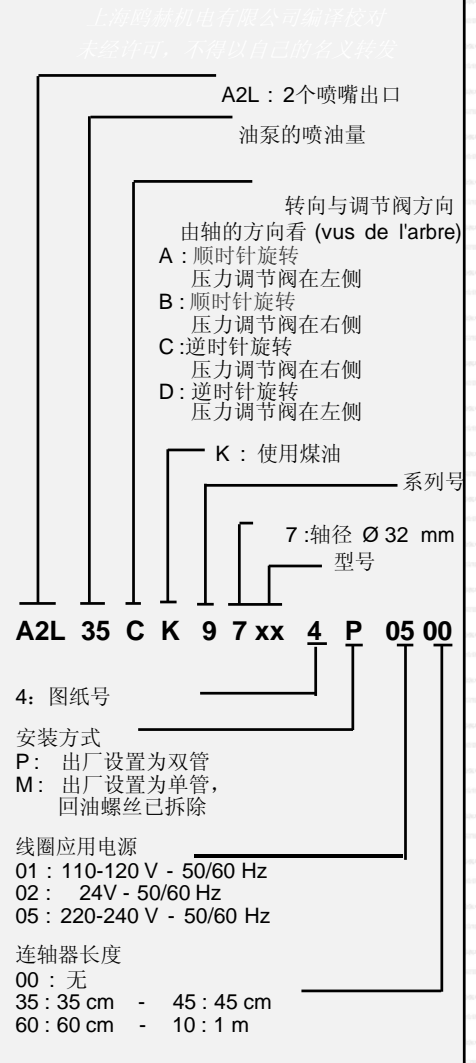 上海鸥赫机电有限公司编译校对
未经许可，不得以自己的名义转发
A2L : 2个喷嘴出口
油泵的喷油量
转向与调节阀方向
由轴的方向看 (vus de l'arbre)
A : 顺时针旋转
压力调节阀在左侧
B : 顺时针旋转
压力调节阀在右侧
C :逆时针旋转
压力调节阀在右侧
D : 逆时针旋转
压力调节阀在左侧
K : 使用煤油
系列号
7 :轴径 Ø 32 mm
型号
A2L 35 C K 9 7 xx 4 P 05 00
4: 图纸号
安装方式
P : 出厂设置为双管
M : 出厂设置为单管，
回油螺丝已拆除
线圈应用电源
01 : 110-120 V - 50/60 Hz
02 : 24V - 50/60 Hz
05 : 220-240 V - 50/60 Hz
连轴器长度
00 : 无
35 : 35 cm - 45 : 45 cm
60 : 60 cm - 10 : 1 m